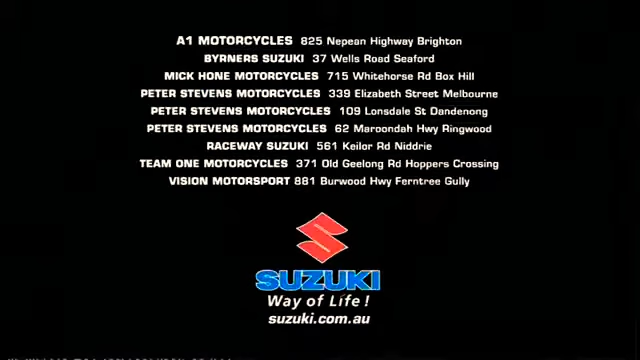 A1 MOTORCYCLES 825 Nepean Highway Brighton
BYRNERS SUZUKI 37 Wells Road Seaford
MICK HONE MOTORCYCLES 715 Whitehorse Rd Box Hill
PETER STEVENS MOTORCYCLES 339 Elizabeth Street Melbourne
PETER STEVENS MOTORCYCLES 109 Lonsdale St Dandenong
PETER STEVENS MOTORCYCLES 62 Maroondah Hwy Ringwood
RACEWAY SUZUKI 561 Keilor Rd Niddrie
TEAM ONE MOTORCYCLES 371 Old Geelong Rd Hoppers Crossing
VISION MOTORSPORT 881 Burwood Hwy Ferntree Gully
SUZUKI
Way of Life!
suzuki.com.au